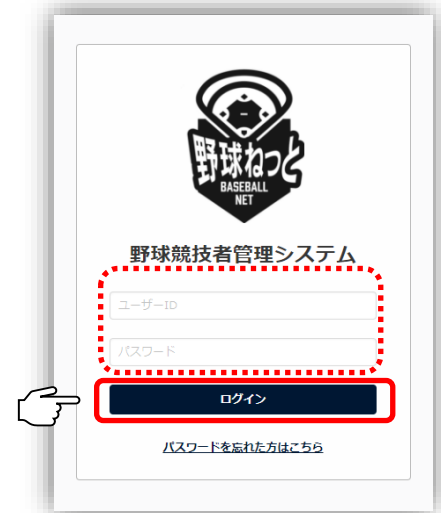 野球ねっと
BASEBALL
NET
野球競技者管理システム
ユーザーID
パスワード
ログイン
パスワードを忘れた方はこちら